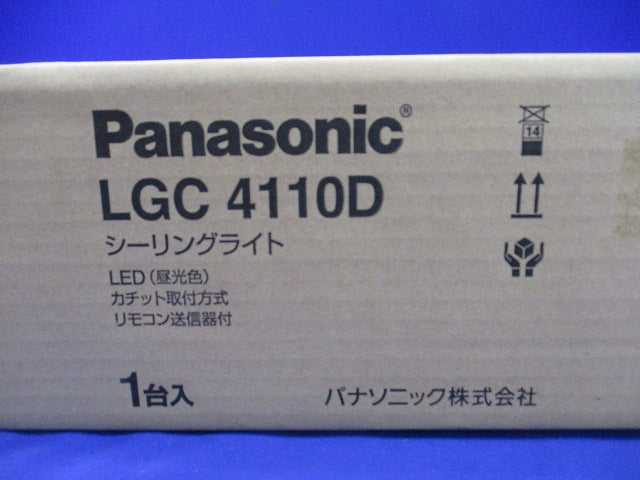 Panasonic®
LGC 4110D
シーリングライト
LED(昼光色)
カチット取付方式
リモコン送信器付
1台入
パナソニック株式会社
14